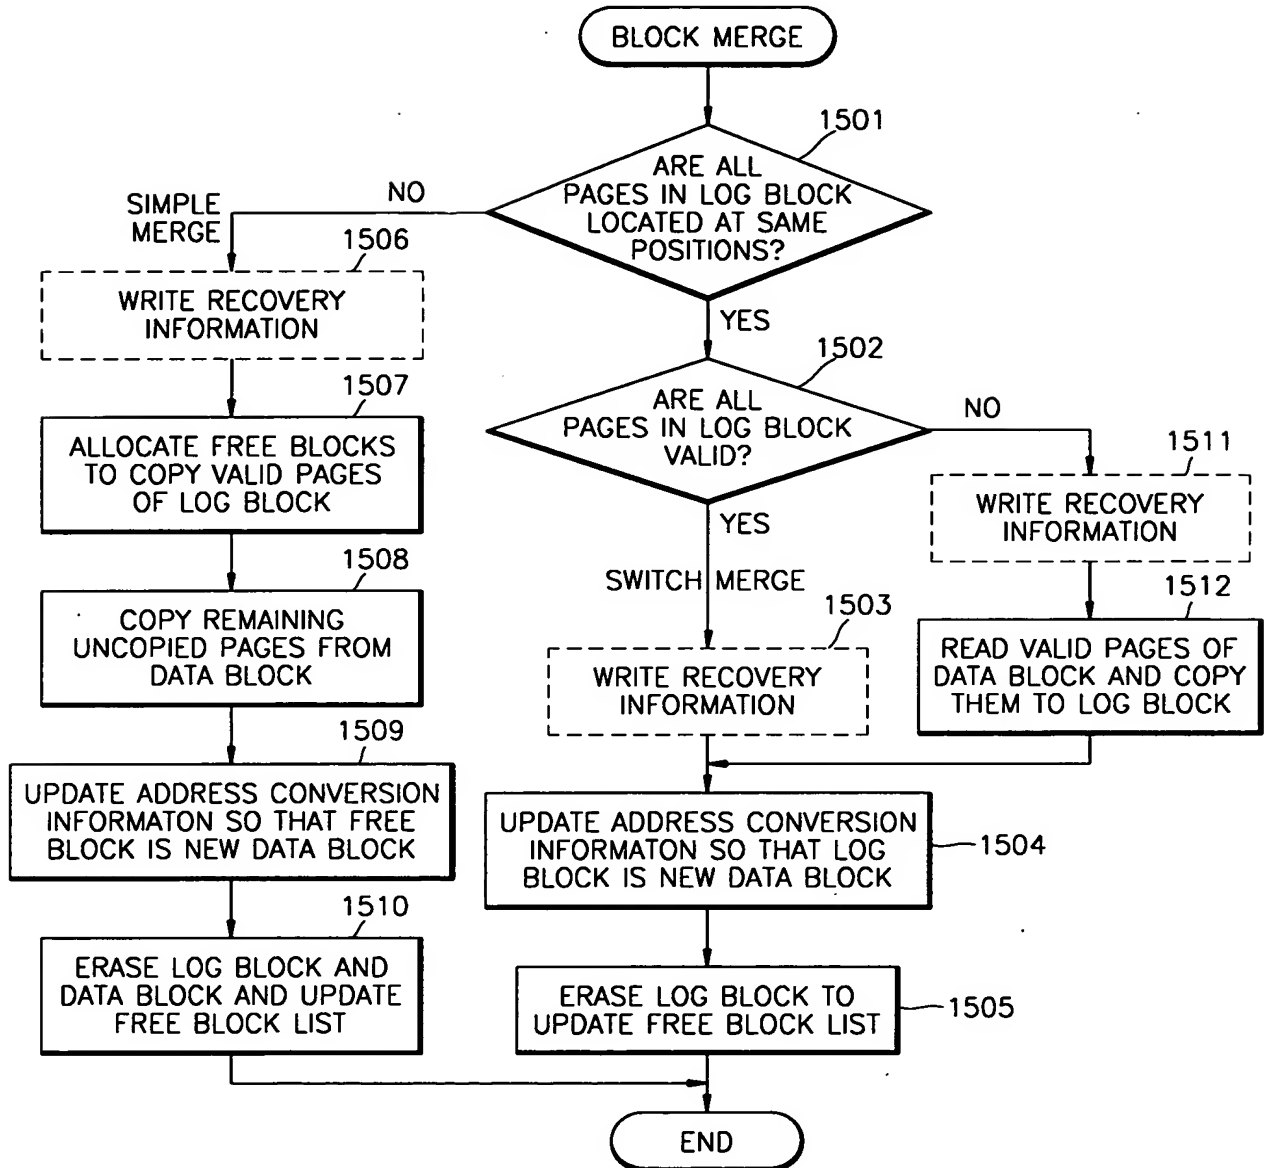 BLOCK MERGE
1501
ARE ALL
PAGES IN LOG BLOCK
LOCATED AT SAME
POSITIONS?
NO
SIMPLE
MERGE
1506
WRITE RECOVERY
INFORMATION
YES
1502
ARE ALL
PAGES IN LOG BLOCK
VALID?
NO
1507
ALLOCATE FREE BLOCKS
TO COPY VALID PAGES
OF LOG BLOCK
1511
WRITE RECOVERY
INFORMATION
YES
SWITCH MERGE
1508
COPY REMAINING
UNCOPIED PAGES FROM
DATA BLOCK
1503
WRITE RECOVERY
INFORMATION
1512
READ VALID PAGES OF
DATA BLOCK AND COPY
THEM TO LOG BLOCK
1509
UPDATE ADDRESS CONVERSION
INFORMATON SO THAT FREE
BLOCK IS NEW DATA BLOCK
UPDATE ADDRESS CONVERSION
INFORMATON SO THAT LOG
BLOCK IS NEW DATA BLOCK
1504
1510
ERASE LOG BLOCK AND
DATA BLOCK AND UPDATE
FREE BLOCK LIST
ERASE LOG BLOCK TO
UPDATE FREE BLOCK LIST
1505
END